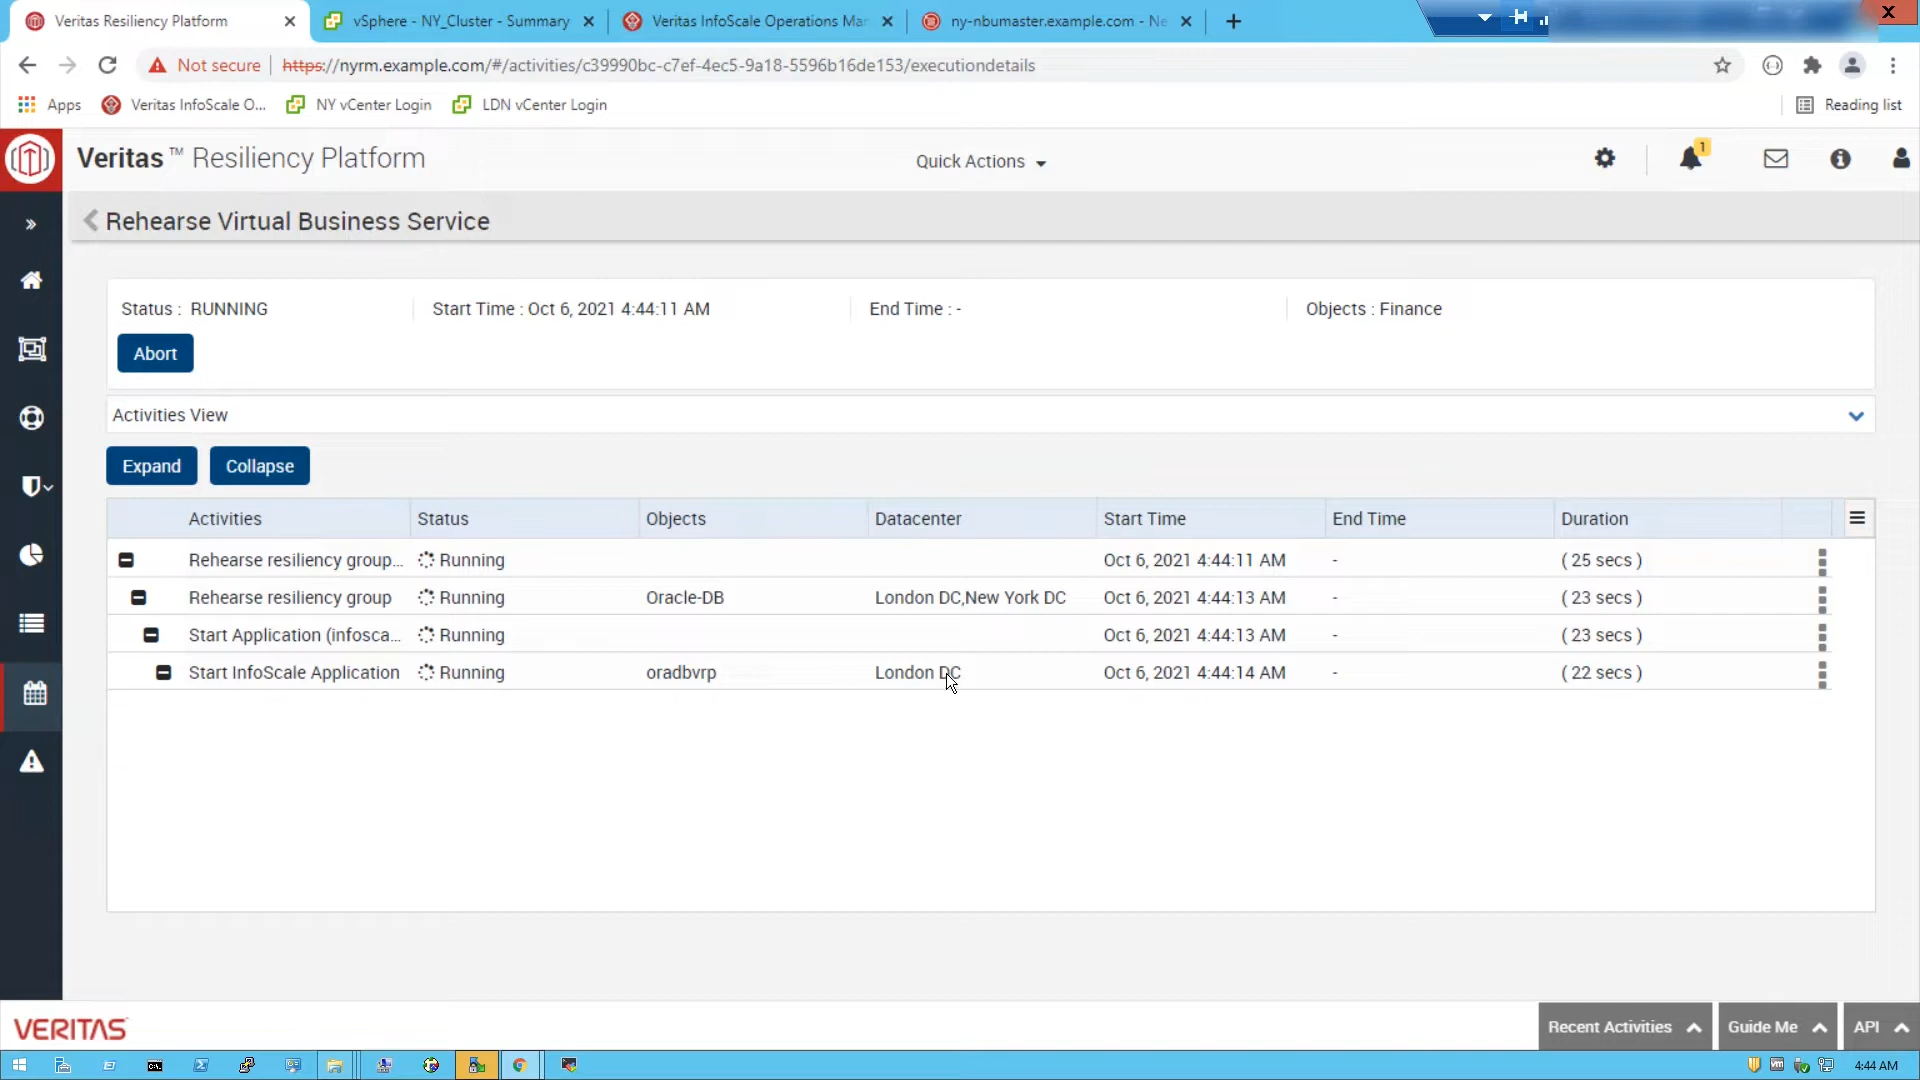 Veritas Resiliency Platform
vSphere - NY_Cluster - Summary
Veritas InfoScale Operations Mar
ny-nbumaster.example.com - Ne
Not secure
https://nyrm.example.com/#/activities/c39990bc-c7ef-4ec5-9a18-5596b16de153/executiondetails
Apps
Veritas InfoScale O...
NY vCenter Login
LDN vCenter Login
Reading list
Veritas™ Resiliency Platform
Quick Actions
1
Rehearse Virtual Business Service
Status : RUNNING
Start Time : Oct 6, 2021 4:44:11 AM
End Time : -
Objects : Finance
Abort
Activities View
Expand
Collapse
Activities Status Objects Datacenter Start Time End Time Duration
Rehearse resiliency group... Running Oct 6, 2021 4:44:11 AM - ( 25 secs )
Rehearse resiliency group Running Oracle-DB London DC,New York DC Oct 6, 2021 4:44:13 AM - ( 23 secs )
Start Application (infosca... Running Oct 6, 2021 4:44:13 AM - ( 23 secs )
Start InfoScale Application Running oradbvrp London DC Oct 6, 2021 4:44:14 AM - ( 22 secs )
VERITAS
Recent Activities
Guide Me
API
4:44 AM